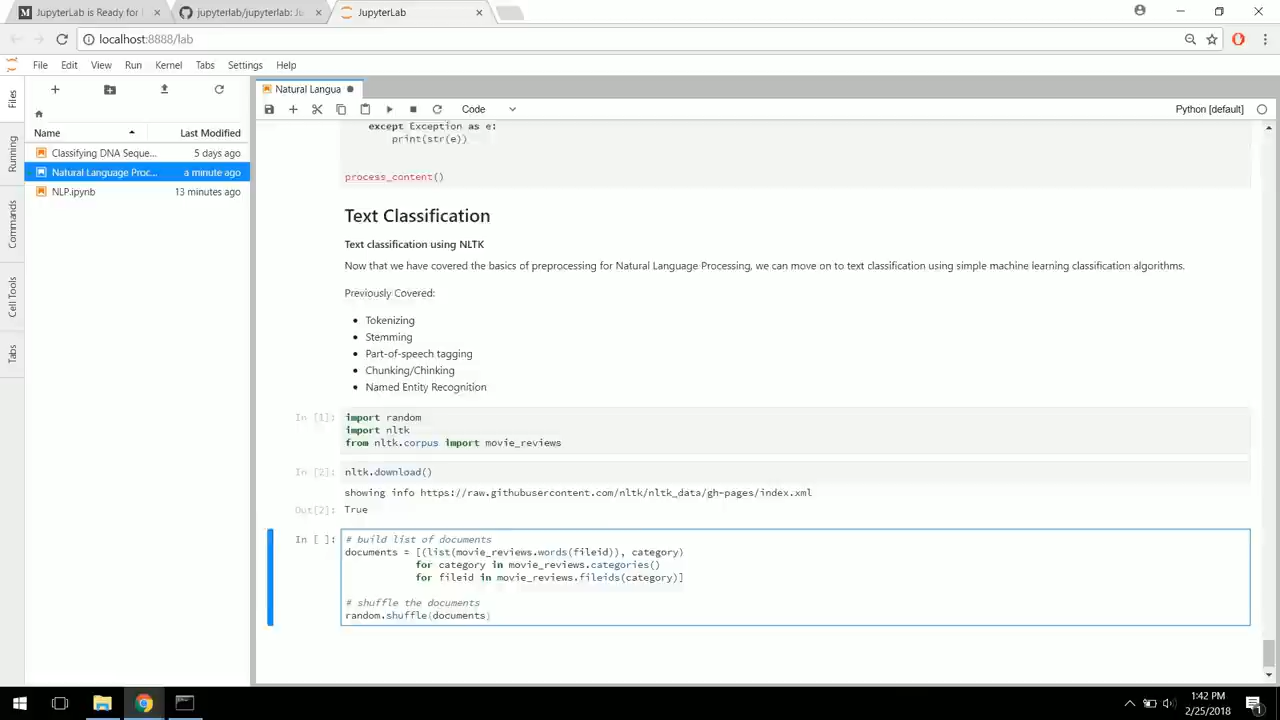 JupyterLab is Ready for
jupyterlab/jupyterlab: Ju
JupyterLab
localhost:8888/lab
File Edit View Run Kernel Tabs Settings Help
Files
Running
Commands
Cell Tools
Tabs
Name Last Modified
Classifying DNA Seque... 5 days ago
Natural Language Proc... a minute ago
NLP.ipynb 13 minutes ago
Natural Langua
Code
Python [default]
except Exception as e:
print(str(e))
process_content()
Text Classification
Text classification using NLTK
Now that we have covered the basics of preprocessing for Natural Language Processing, we can move on to text classification using simple machine learning classification algorithms.
Previously Covered:
• Tokenizing
• Stemming
• Part-of-speech tagging
• Chunking/Chinking
• Named Entity Recognition
In [1]: import random
import nltk
from nltk.corpus import movie_reviews
In [2]: nltk.download()
showing info https://raw.githubusercontent.com/nltk/nltk_data/gh-pages/index.xml
Out[2]: True
In [ ]: # build list of documents
documents = [(list(movie_reviews.words(fileid)), category)
for category in movie_reviews.categories()
for fileid in movie_reviews.fileids(category)]
# shuffle the documents
random.shuffle(documents)
1:42 PM
2/25/2018